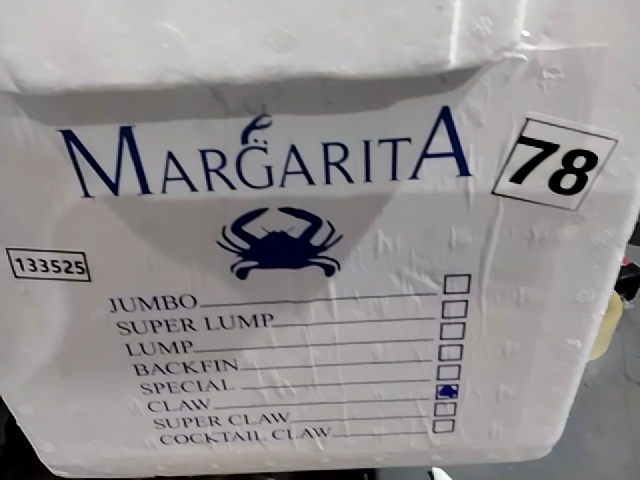 MARGARITA
78
133525
JUMBO
SUPER LUMP
LUMP
BACKFIN
SPECIAL
CLAW
SUPER CLAW
COCKTAIL CLAW